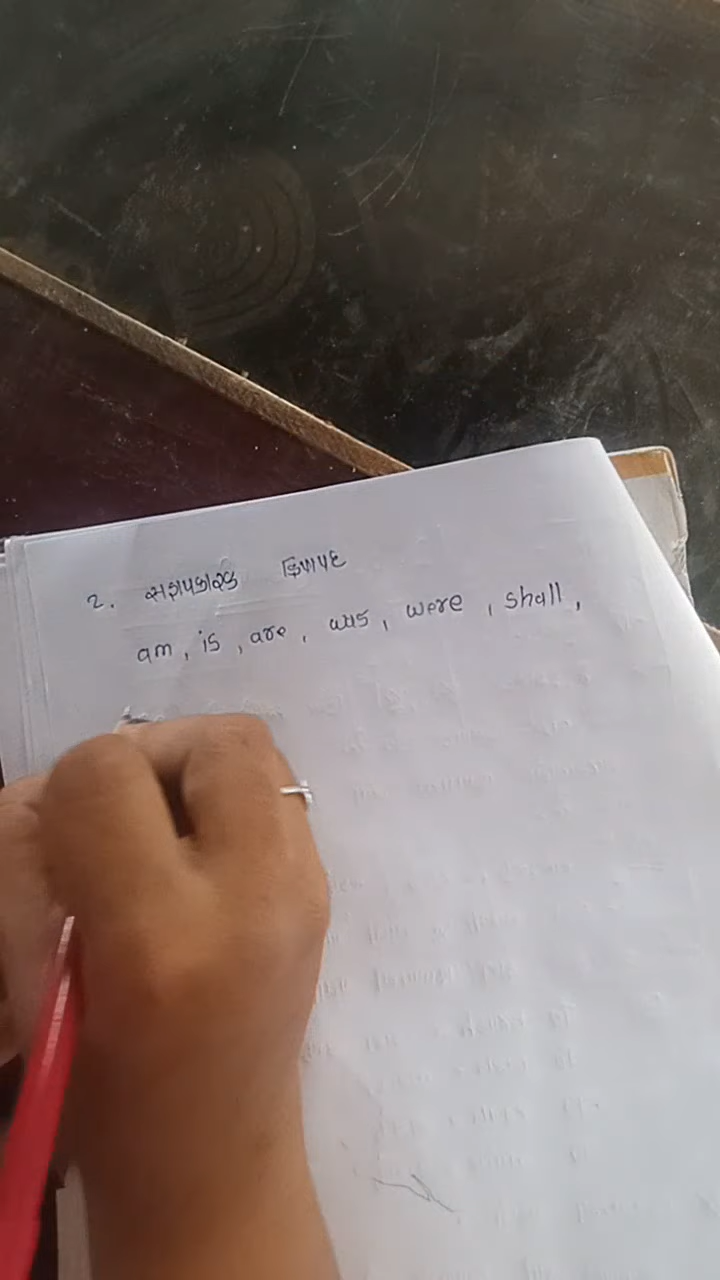 2. સહાયકારક ક્રિયાપદ
am, is, are, was, were, shall,